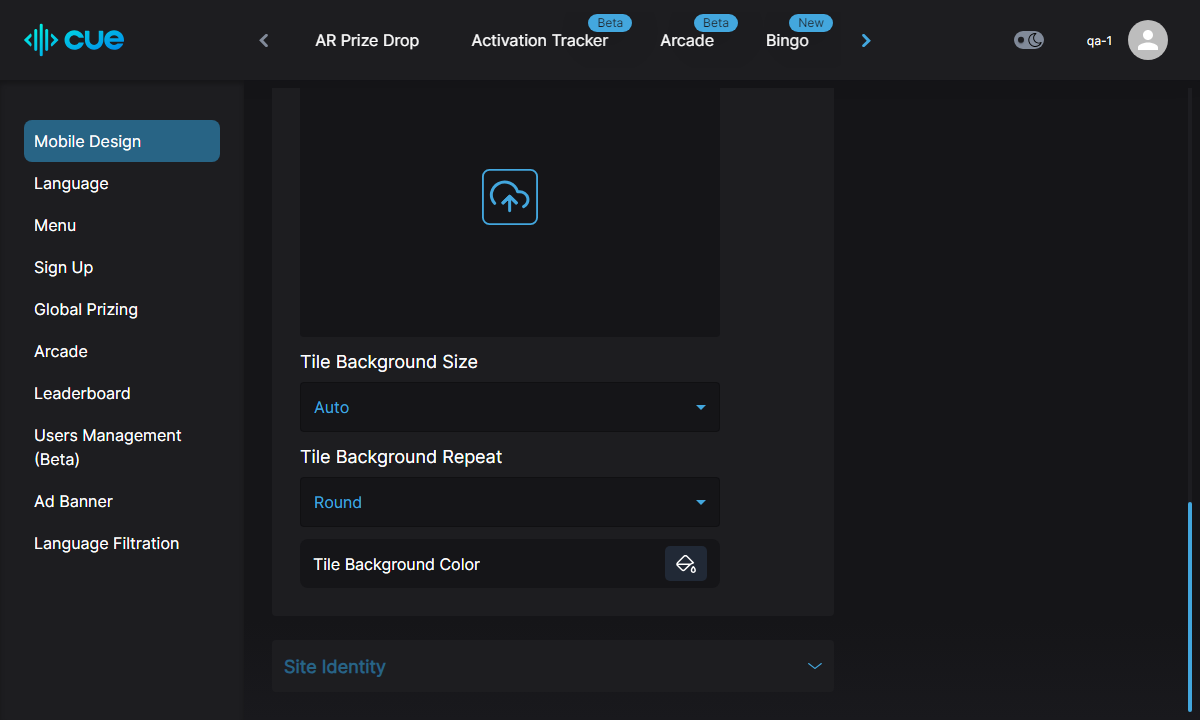 cue
AR Prize Drop
Activation Tracker
Beta
Arcade
Beta
Bingo
New
qa-1
Mobile Design
Language
Menu
Sign Up
Global Prizing
Arcade
Leaderboard
Users Management
(Beta)
Ad Banner
Language Filtration
Tile Background Size
Auto
Tile Background Repeat
Round
Tile Background Color
Site Identity